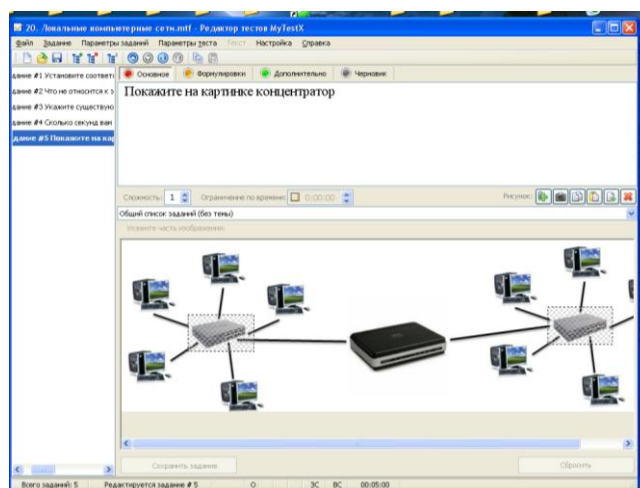 20. Локальные компьютерные сети.mtf - Редактор тестов MyTestX
Файл Задание Параметры заданий Параметры теста Текст Настройка Справка
дание #1 Установите соответ
дание #2 Что не относится к
дание #3 Укажите существую
дание #4 Сколько секунд вам
дание #5 Покажите на кар
Основное Формулировки Дополнительно Черновик
Покажите на картинке концентратор
Сложность: 1 Ограничение по времени: 0:00:00 Рисунок:
Общий список заданий (без темы)
Укажите часть изображения:
Сохранить задание Сбросить
Всего заданий: 5 Редактируется задание # 5 О ЗС ВС 00:05:00